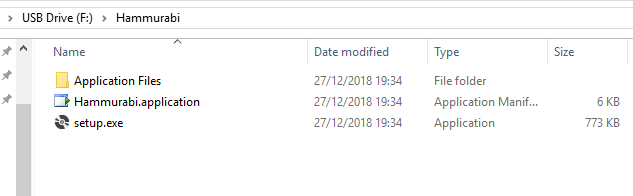 USB Drive (F:) > Hammurabi
Name Date modified Type Size
Application Files 27/12/2018 19:34 File folder
Hammurabi.application 27/12/2018 19:34 Application Manif... 6 KB
setup.exe 27/12/2018 19:34 Application 773 KB